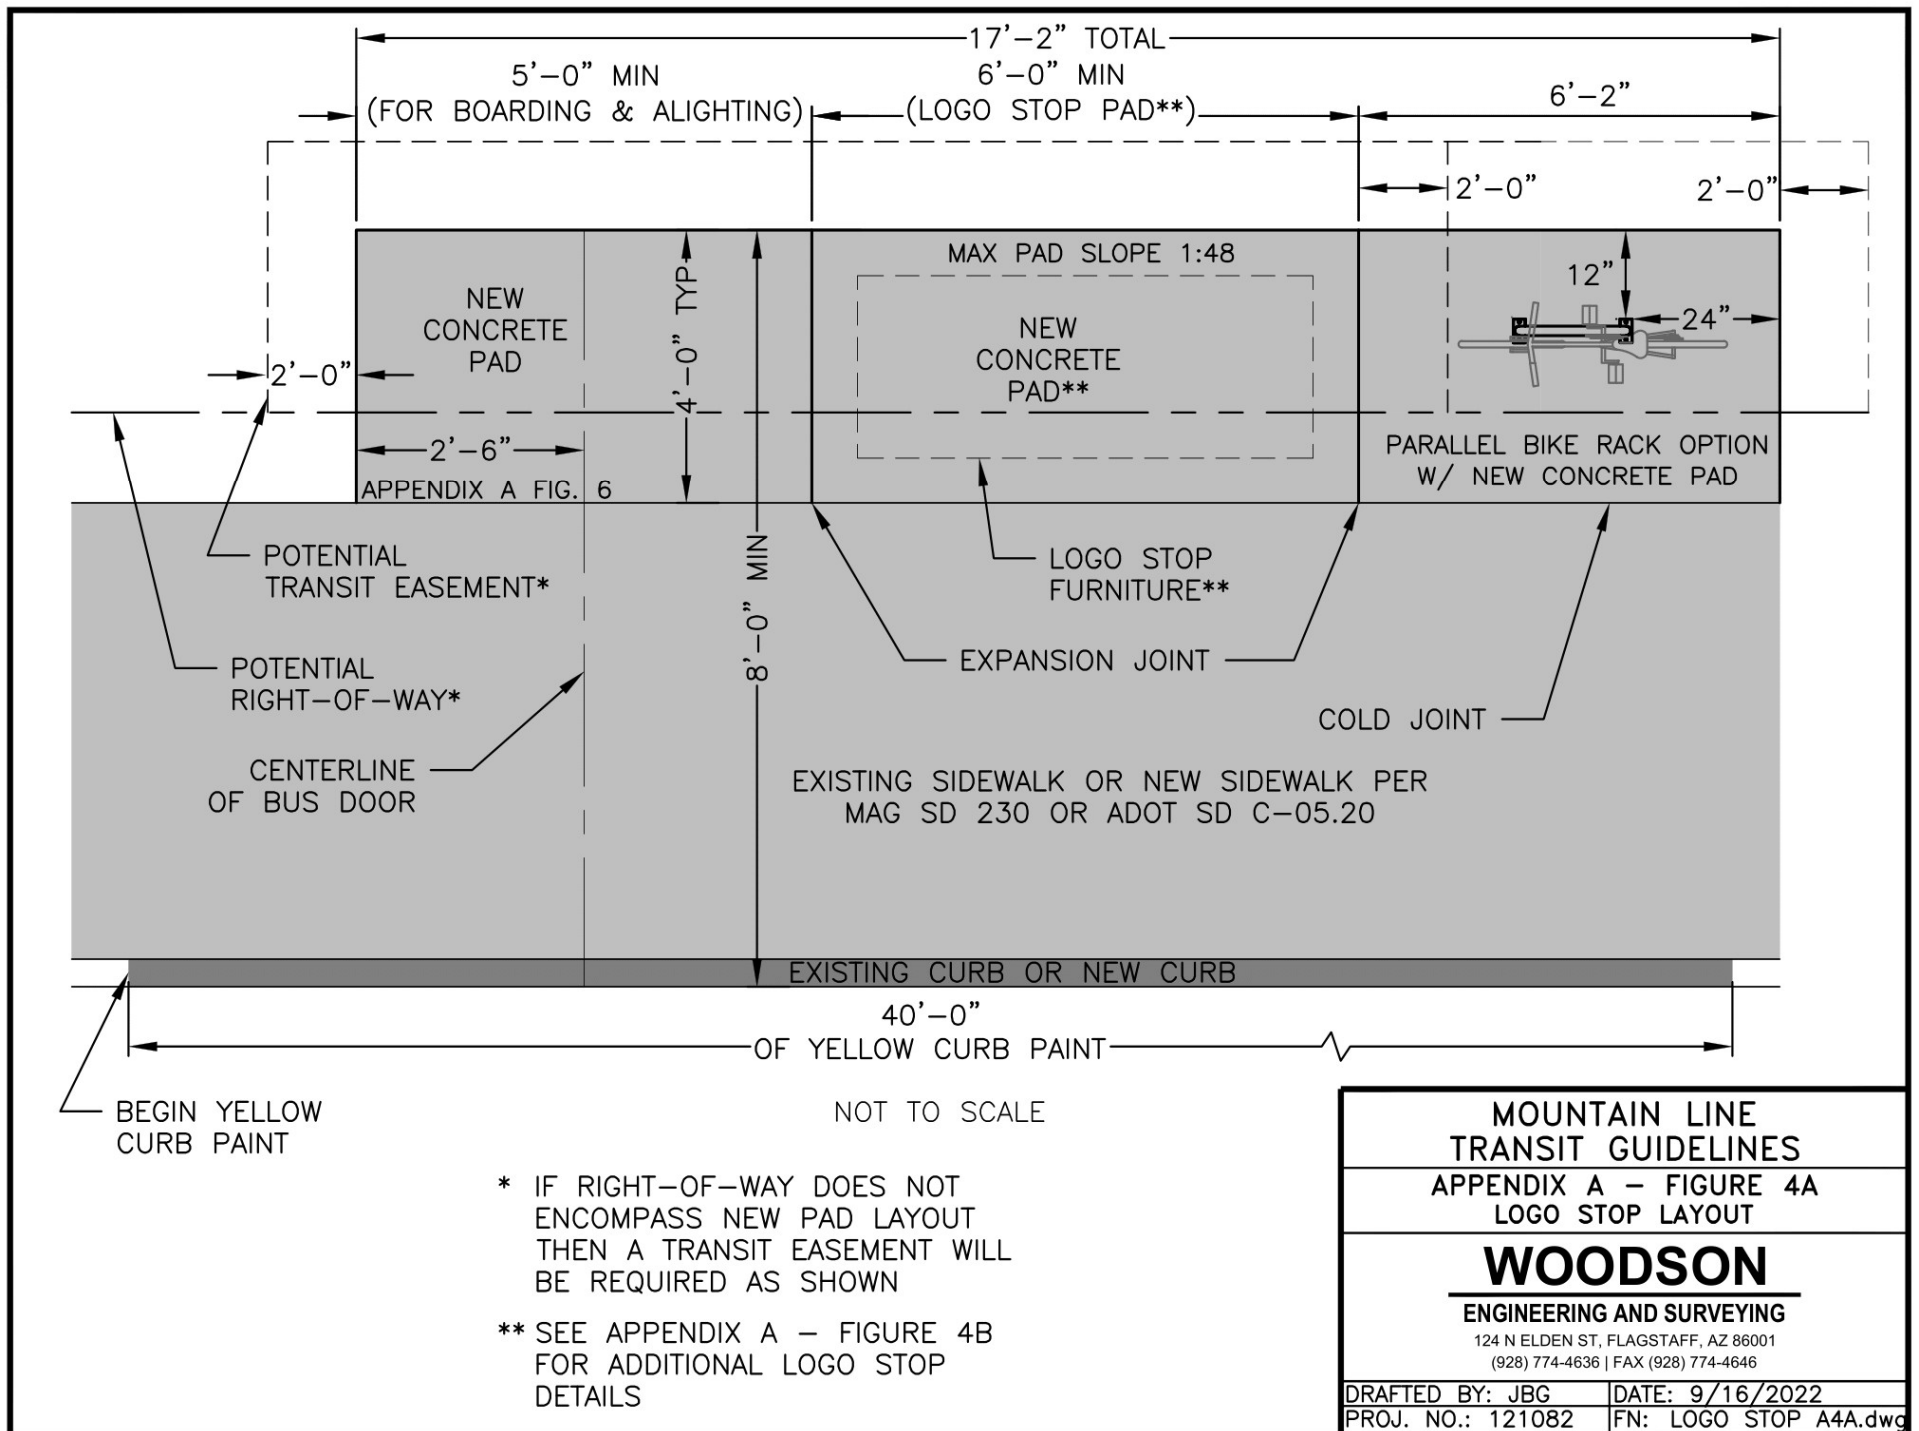 17’-2” TOTAL
5’-0” MIN
(FOR BOARDING & ALIGHTING)
6’-0” MIN
(LOGO STOP PAD**)
6’-2”
2’-0”
2’-0”
MAX PAD SLOPE 1:48
NEW
CONCRETE
PAD
4’-0” TYP
NEW
CONCRETE
PAD**
12”
24”
2’-0”
2’-6”
APPENDIX A FIG. 6
PARALLEL BIKE RACK OPTION
W/ NEW CONCRETE PAD
POTENTIAL
TRANSIT EASEMENT*
8’-0” MIN
LOGO STOP
FURNITURE**
POTENTIAL
RIGHT-OF-WAY*
EXPANSION JOINT
COLD JOINT
CENTERLINE
OF BUS DOOR
EXISTING SIDEWALK OR NEW SIDEWALK PER
MAG SD 230 OR ADOT SD C-05.20
EXISTING CURB OR NEW CURB
40’-0”
OF YELLOW CURB PAINT
BEGIN YELLOW
CURB PAINT
NOT TO SCALE
* IF RIGHT-OF-WAY DOES NOT
ENCOMPASS NEW PAD LAYOUT
THEN A TRANSIT EASEMENT WILL
BE REQUIRED AS SHOWN
** SEE APPENDIX A - FIGURE 4B
FOR ADDITIONAL LOGO STOP
DETAILS
MOUNTAIN LINE
TRANSIT GUIDELINES
APPENDIX A - FIGURE 4A
LOGO STOP LAYOUT
WOODSON
ENGINEERING AND SURVEYING
124 N ELDEN ST, FLAGSTAFF, AZ 86001
(928) 774-4636 | FAX (928) 774-4646
DRAFTED BY: JBG
DATE: 9/16/2022
PROJ. NO.: 121082
FN: LOGO STOP A4A.dwg